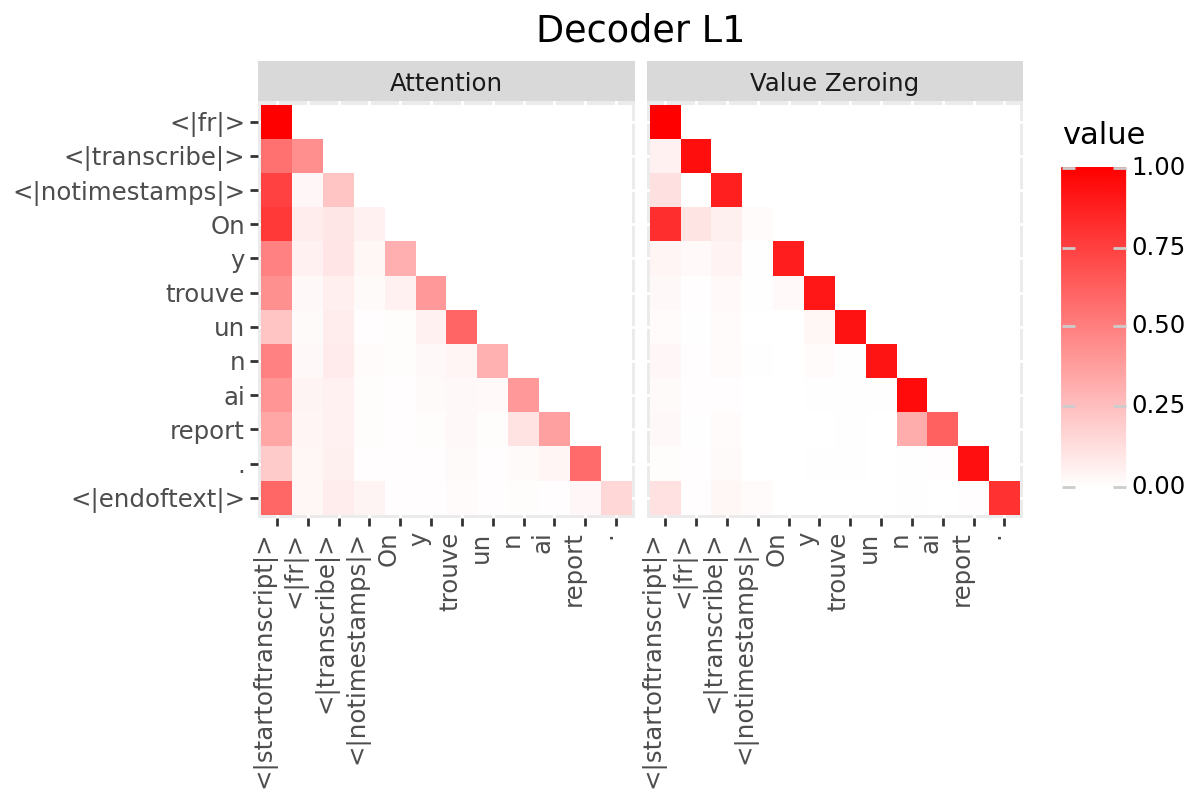 Decoder L1
Attention
Value Zeroing
<|fr|>
<|transcribe|>
<|notimestamps|>
On
y
trouve
un
n
ai
report
.
<|endoftext|>
<|startoftranscript|>
<|fr|>
<|transcribe|>
<|notimestamps|>
On
y
trouve
un
n
ai
report
.
<|startoftranscript|>
<|fr|>
<|transcribe|>
<|notimestamps|>
On
y
trouve
un
n
ai
report
.
value
1.00
0.75
0.50
0.25
0.00